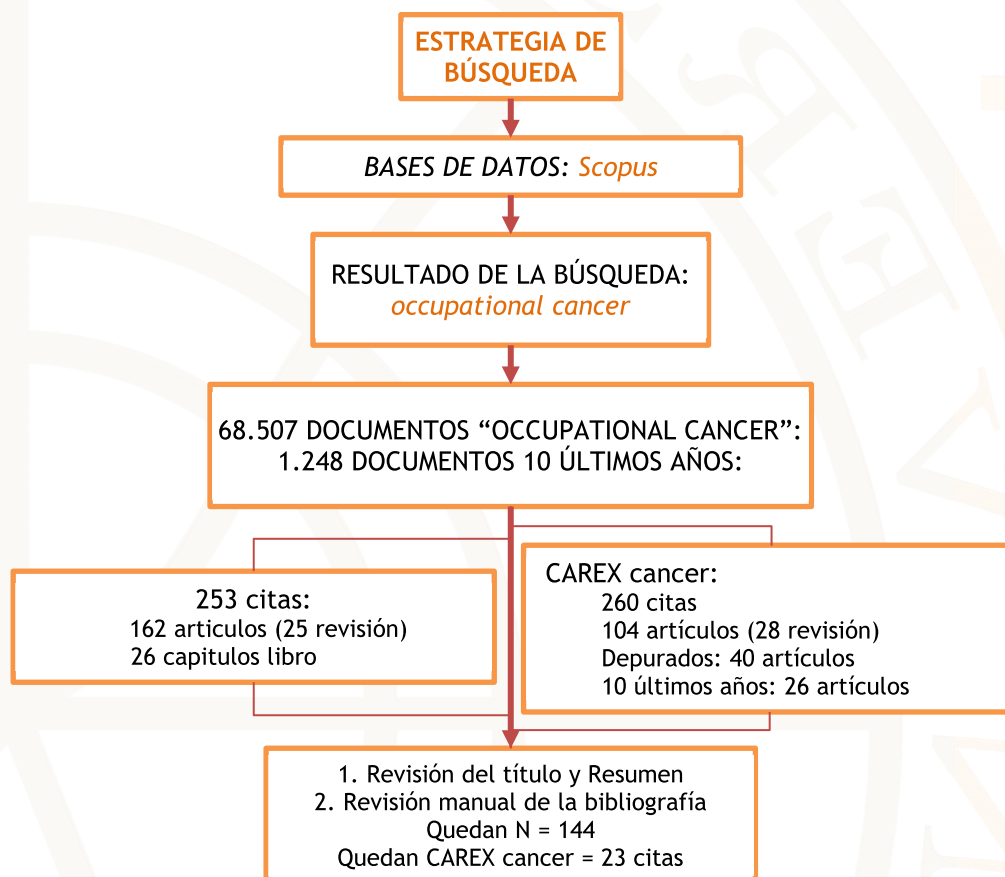 ESTRATEGIA DE
BÚSQUEDA
BASES DE DATOS: Scopus
RESULTADO DE LA BÚSQUEDA:
occupational cancer
68.507 DOCUMENTOS “OCCUPATIONAL CANCER”:
1.248 DOCUMENTOS 10 ÚLTIMOS AÑOS:
253 citas:
162 articulos (25 revisión)
26 capitulos libro
CAREX cancer:
260 citas
104 artículos (28 revisión)
Depurados: 40 artículos
10 últimos años: 26 artículos
1. Revisión del título y Resumen
2. Revisión manual de la bibliografía
Quedan N = 144
Quedan CAREX cancer = 23 citas